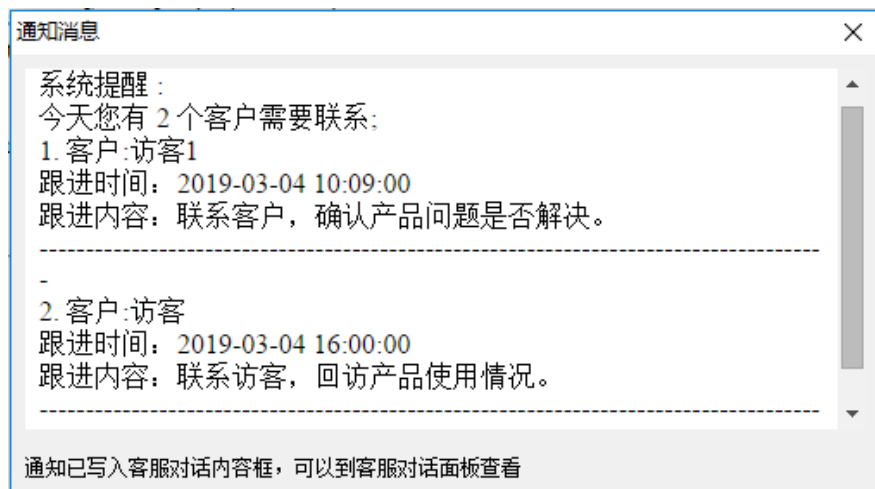 通知消息
系统提醒：
今天您有 2 个客户需要联系;
1. 客户:访客1
跟进时间：2019-03-04 10:09:00
跟进内容：联系客户，确认产品问题是否解决。
-------------------------------------------------------------------------------------
-
2. 客户:访客
跟进时间：2019-03-04 16:00:00
跟进内容：联系访客，回访产品使用情况。
-------------------------------------------------------------------------------------
通知已写入客服对话内容框，可以到客服对话面板查看